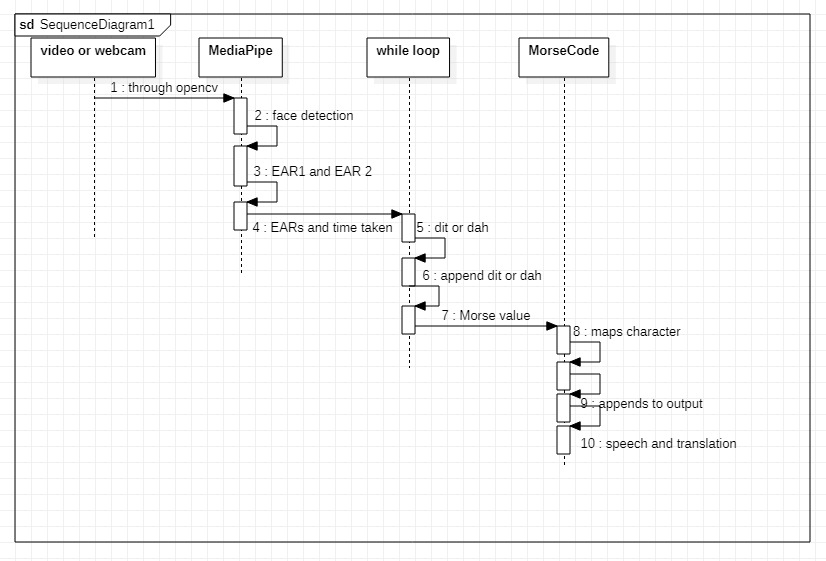 sd SequenceDiagram1
video or webcam
MediaPipe
while loop
MorseCode
1 : through opencv
2 : face detection
3 : EAR1 and EAR 2
4 : EARs and time taken
5 : dit or dah
6 : append dit or dah
7 : Morse value
8 : maps character
9 : appends to output
10 : speech and translation